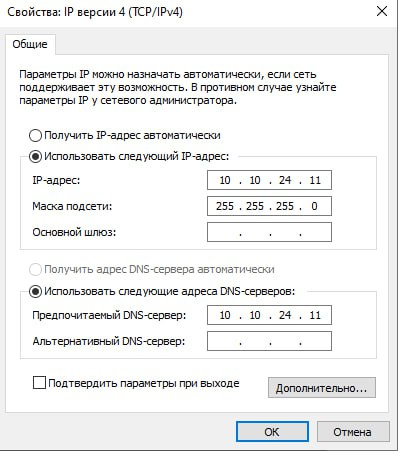 Свойства: IP версии 4 (TCP/IPv4)
Общие
Параметры IP можно назначать автоматически, если сеть
поддерживает эту возможность. В противном случае узнайте
параметры IP у сетевого администратора.
Получить IP-адрес автоматически
Использовать следующий IP-адрес:
IP-адрес: 10 . 10 . 24 . 11
Маска подсети: 255 . 255 . 255 . 0
Основной шлюз: . . .
Получить адрес DNS-сервера автоматически
Использовать следующие адреса DNS-серверов:
Предпочитаемый DNS-сервер: 10 . 10 . 24 . 11
Альтернативный DNS-сервер: . . .
Подтвердить параметры при выходе
Дополнительно...
ОК Отмена